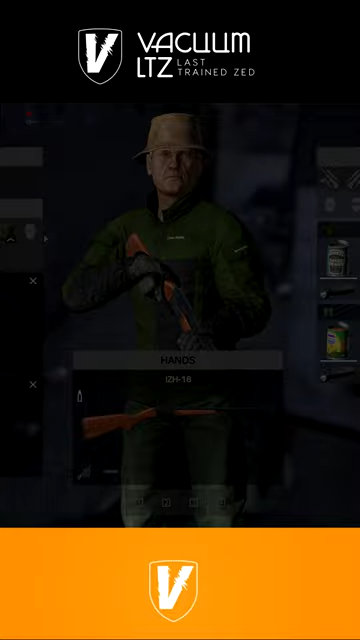 VACUUM
LTZ LAST
TRAINED ZED
HANDS
IZH-18